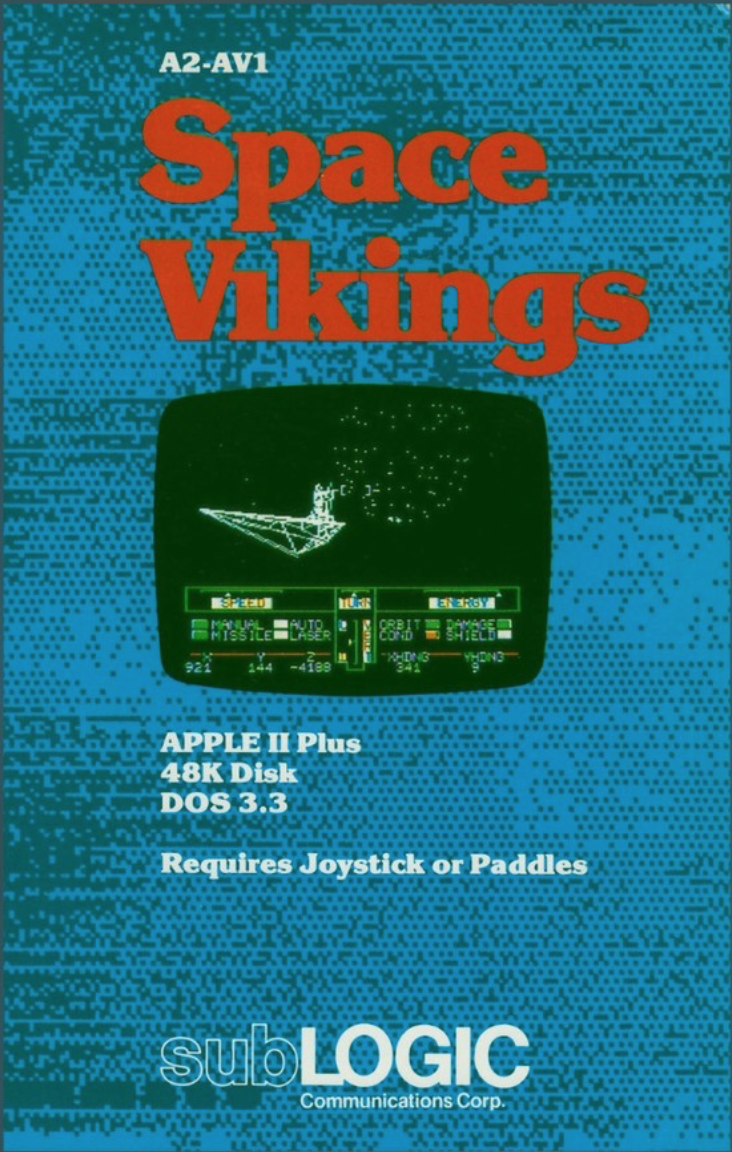 A2-AV1
Space
Vikings
SPEED TURN ENERGY
MANUAL AUTO ORBIT DAMAGE
MISSILE LASER COND SHIELD
X Y Z XHDNG YHDNG
921 144 -4188 341 9
APPLE II Plus
48K Disk
DOS 3.3
Requires Joystick or Paddles
subLOGIC
Communications Corp.